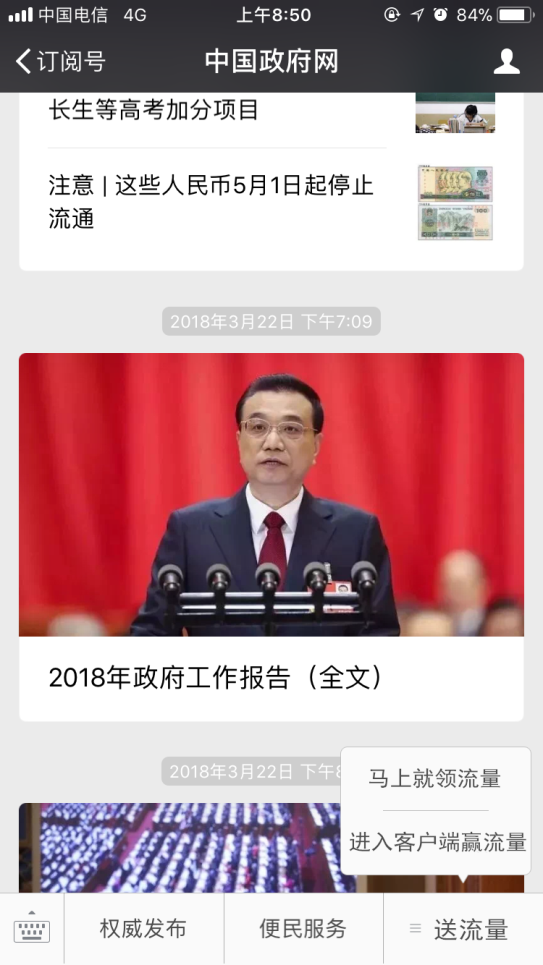 中国电信 4G 上午8:50 84%
订阅号 中国政府网
长生等高考加分项目
注意 | 这些人民币5月1日起停止
流通
2018年3月22日 下午7:09
2018年政府工作报告（全文）
2018年3月22日 下午8
马上就领流量
进入客户端赢流量
权威发布 便民服务 送流量